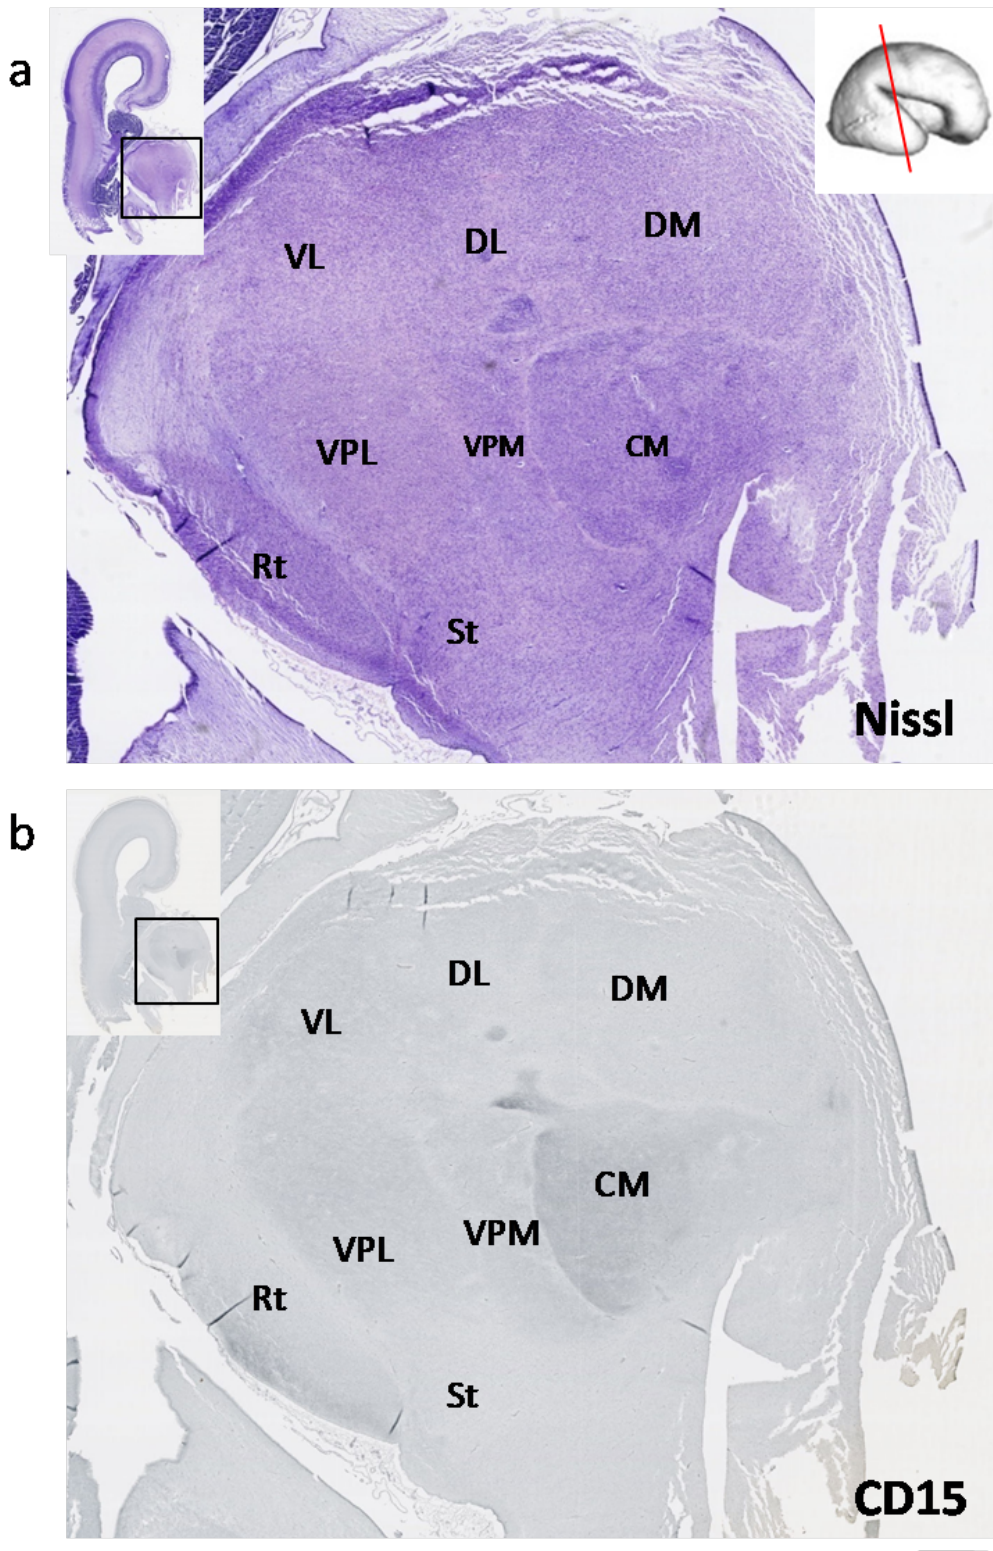 a
VL DL DM
VPL VPM CM
Rt
St
Nissl
b
DL DM
VL
CM
VPL VPM
Rt
St
CD15